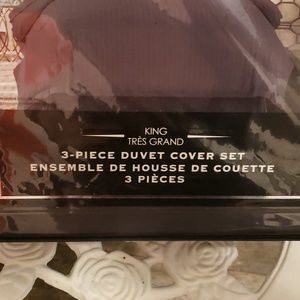 KING
TRÈS GRAND
3-PIECE DUVET COVER SET
ENSEMBLE DE HOUSSE DE COUETTE
3 PIÈCES